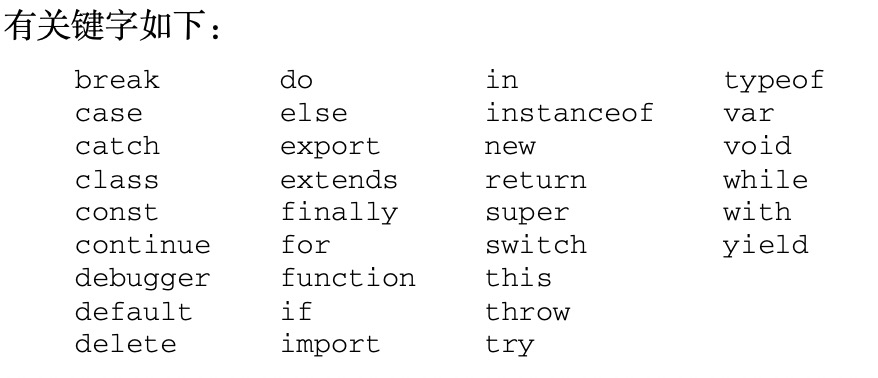 有关键字如下：
break do in typeof
case else instanceof var
catch export new void
class extends return while
const finally super with
continue for switch yield
debugger function this
default if throw
delete import try